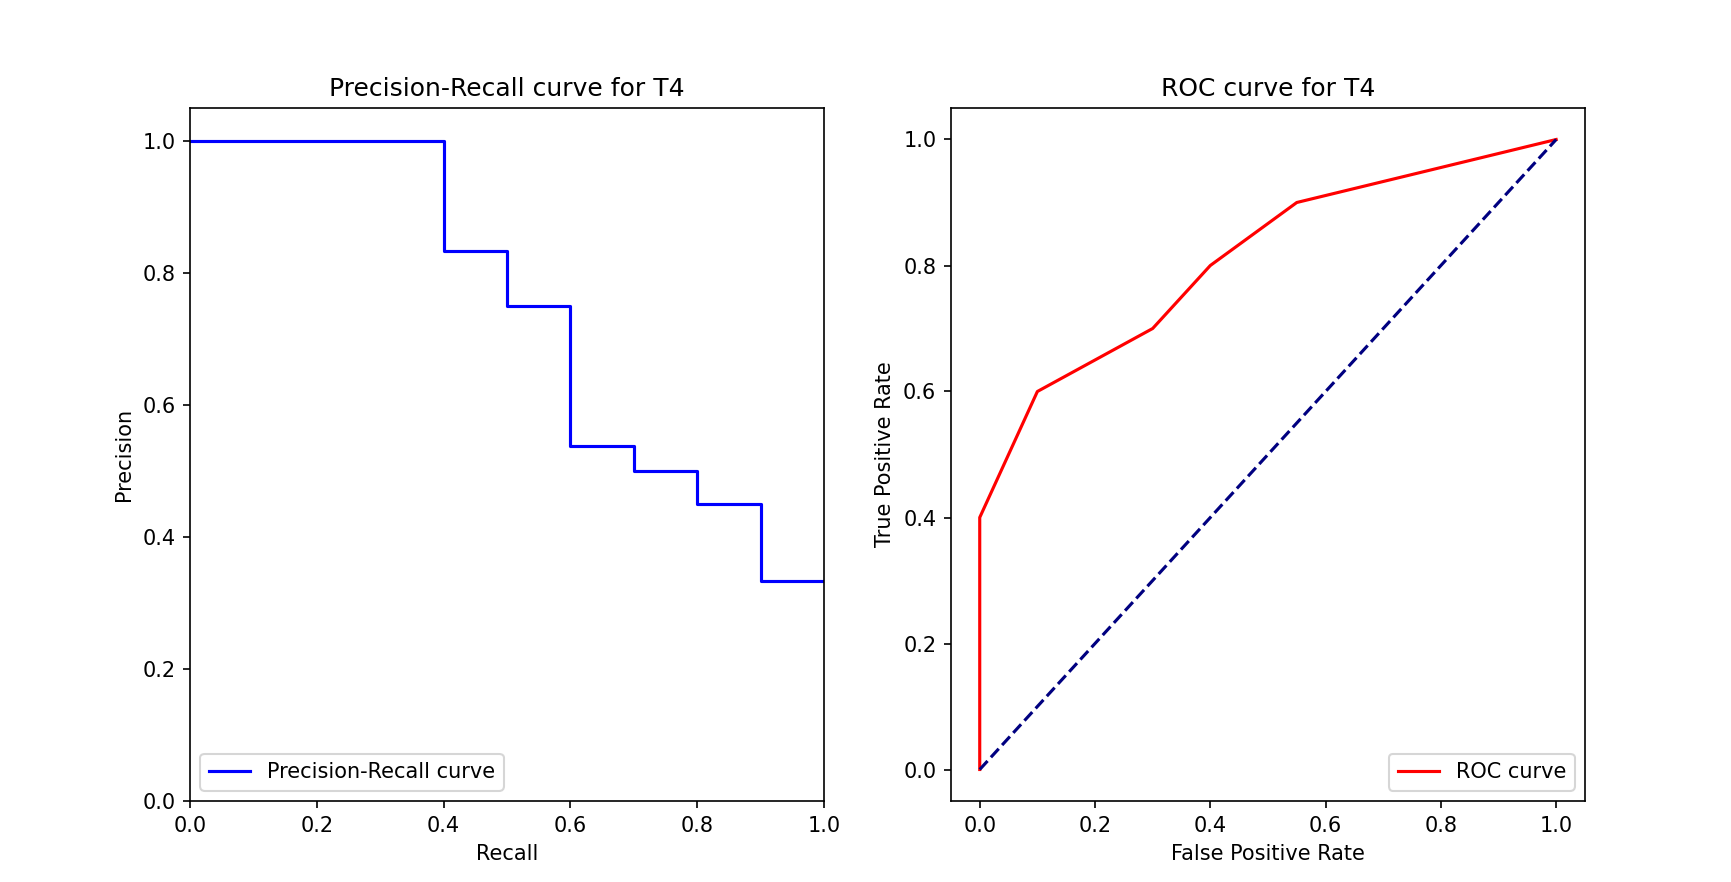 Precision-Recall curve for T4
1.0
0.8
0.6
0.4
0.2
0.0
Precision
0.0 0.2 0.4 0.6 0.8 1.0
Recall
Precision-Recall curve
ROC curve for T4
1.0
0.8
0.6
0.4
0.2
0.0
True Positive Rate
0.0 0.2 0.4 0.6 0.8 1.0
False Positive Rate
ROC curve